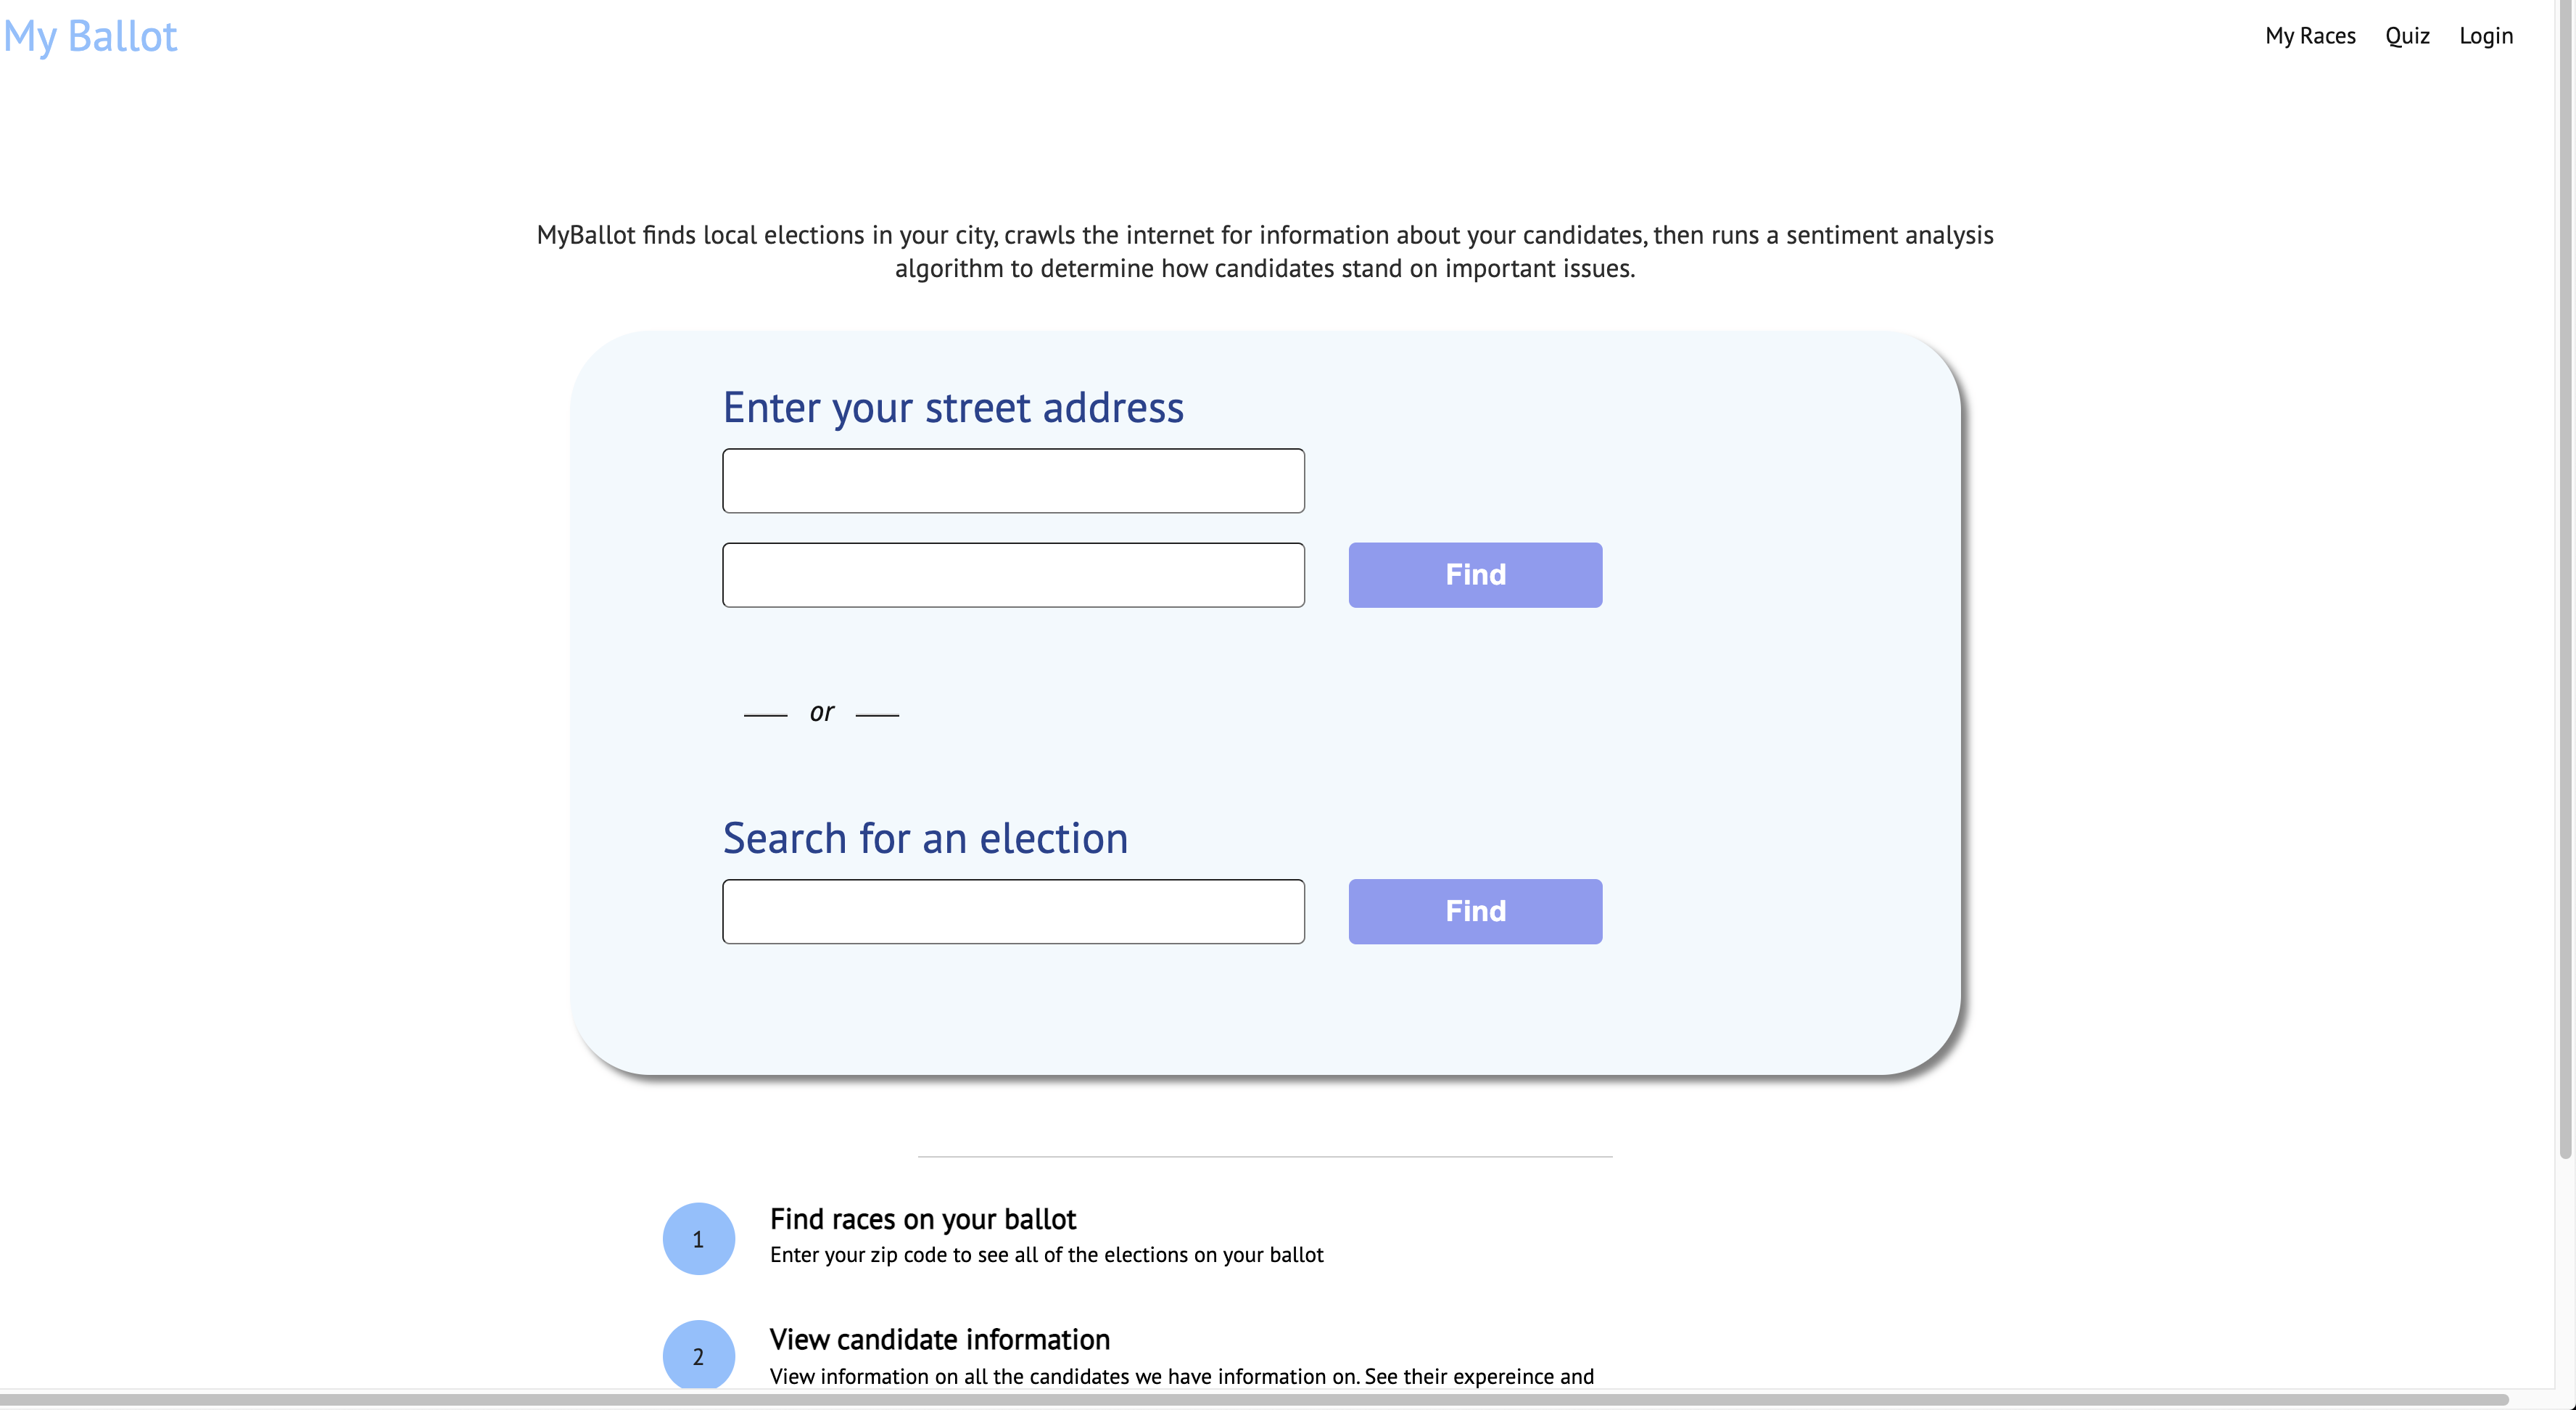 My Ballot
My Races
Quiz
Login
MyBallot finds local elections in your city, crawls the internet for information about your candidates, then runs a sentiment analysis
algorithm to determine how candidates stand on important issues.
Enter your street address
Find
or
Search for an election
Find
1
Find races on your ballot
Enter your zip code to see all of the elections on your ballot
2
View candidate information
View information on all the candidates we have information on. See their expereince and